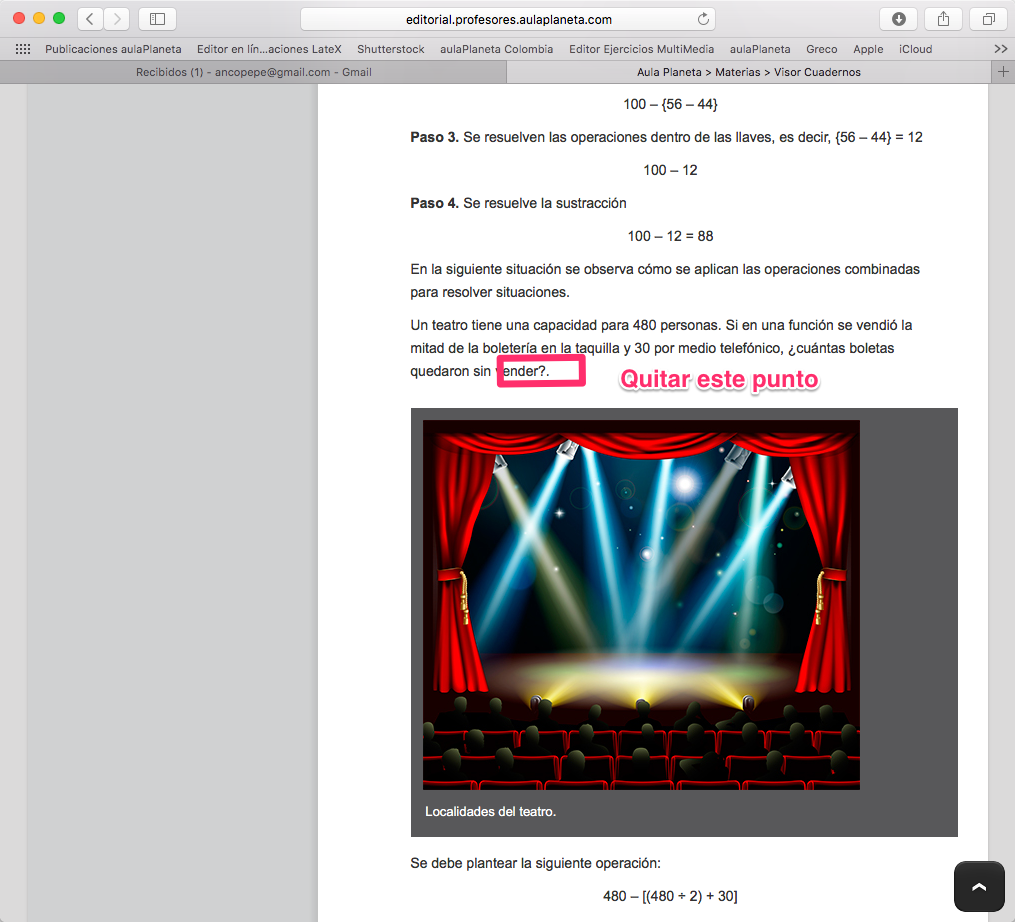 editorial.profesores.aulaplaneta.com
Publicaciones aulaPlaneta Editor en lín...aciones LateX Shutterstock aulaPlaneta Colombia Editor Ejercicios MultiMedia aulaPlaneta Greco Apple iCloud
Recibidos (1) - ancopepe@gmail.com - Gmail Aula Planeta > Materias > Visor Cuadernos
100 – {56 – 44}
Paso 3. Se resuelven las operaciones dentro de las llaves, es decir, {56 – 44} = 12
100 – 12
Paso 4. Se resuelve la sustracción
100 – 12 = 88
En la siguiente situación se observa cómo se aplican las operaciones combinadas
para resolver situaciones.
Un teatro tiene una capacidad para 480 personas. Si en una función se vendió la
mitad de la boletería en la taquilla y 30 por medio telefónico, ¿cuántas boletas
quedaron sin vender?.
Quitar este punto
Localidades del teatro.
Se debe plantear la siguiente operación:
480 – [(480 ÷ 2) + 30]